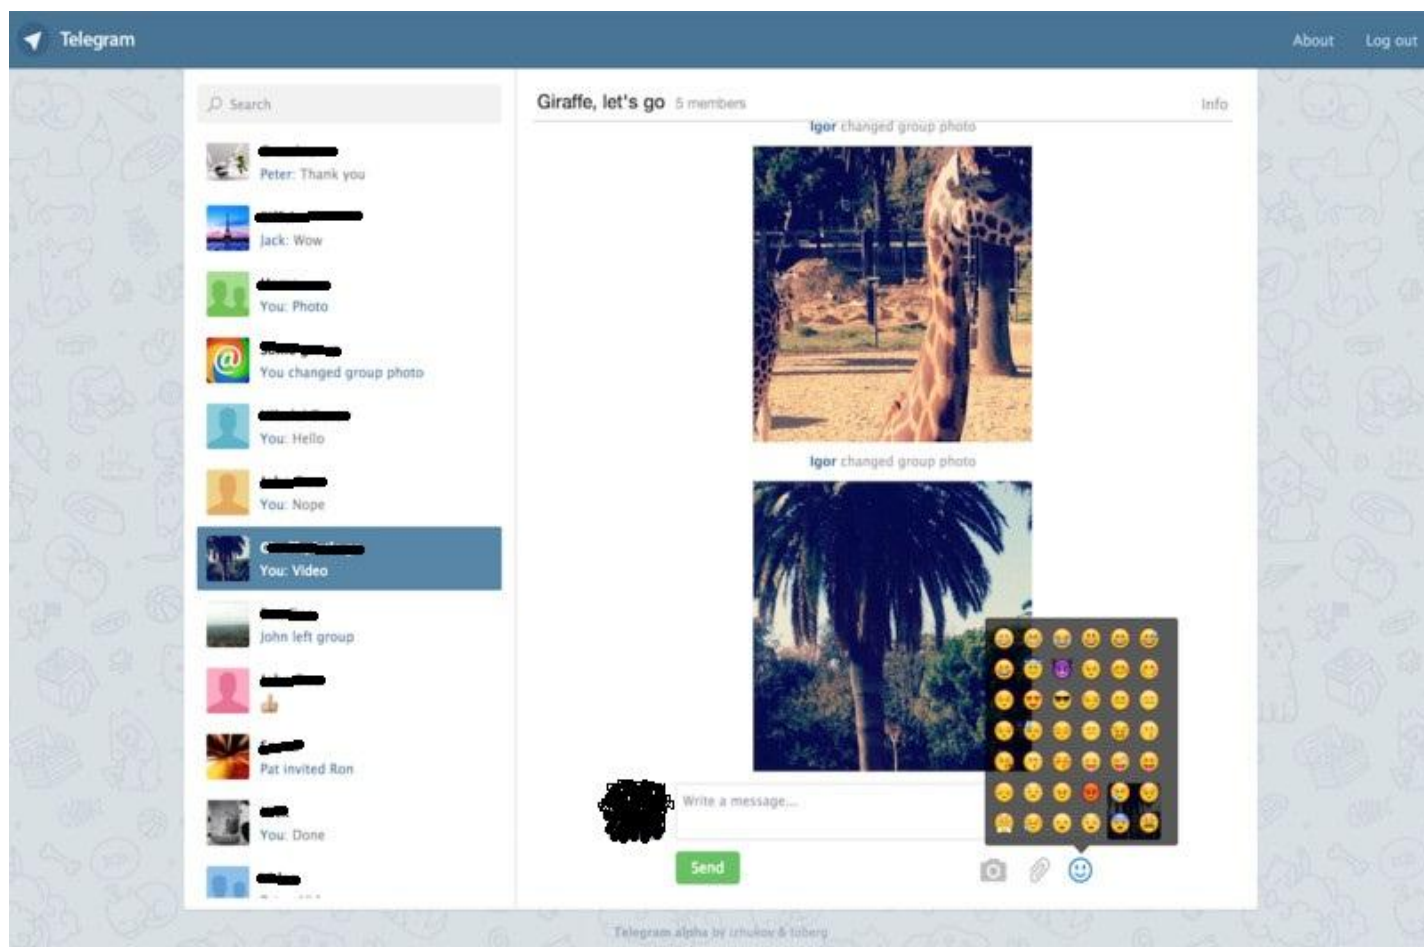 Telegram
About
Log out
Search
Peter: Thank you
Jack: Wow
You: Photo
You changed group photo
You: Hello
You: Nope
You: Video
John left group
Pat invited Ron
You: Done
Giraffe, let's go 5 members
Info
Igor changed group photo
Igor changed group photo
Write a message...
Send
Telegram alpha by